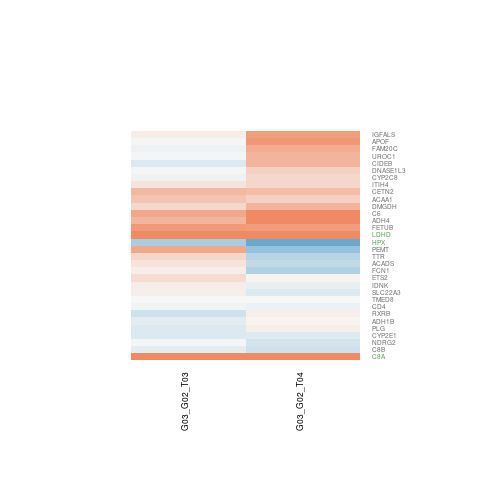 IGFALS
APOF
FAM20C
UROC1
CIDEB
DNASE1L3
CYP2C8
ITIH4
CETN2
ACAA1
DMGDH
C6
ADH4
FETUB
LDHD
HPX
PEMT
TTR
ACADS
FCN1
ETS2
IDNK
SLC22A3
TMED8
CD4
RXRB
ADH1B
PLG
CYP2E1
NDRG2
C8B
C8A
G03_G02_T03
G03_G02_T04